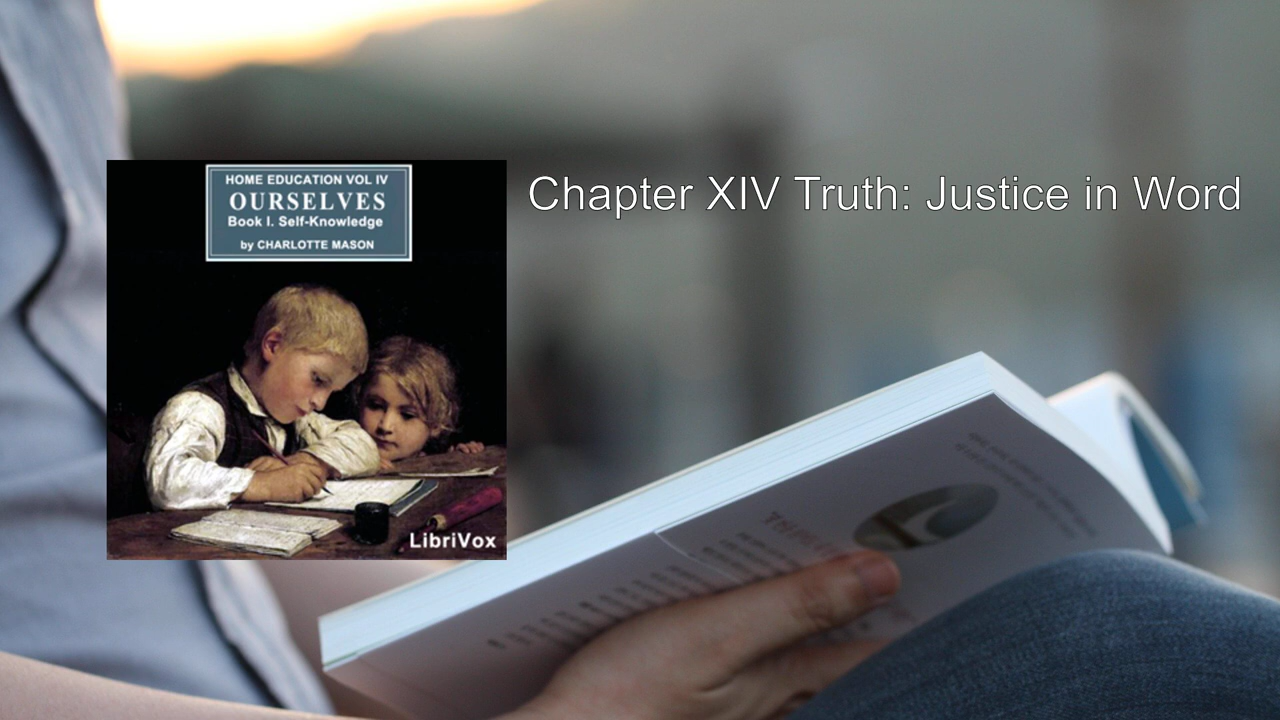 HOME EDUCATION VOL IV
OURSELVES
Book I. Self-Knowledge
by CHARLOTTE MASON
LibriVox
Chapter XIV Truth: Justice in Word